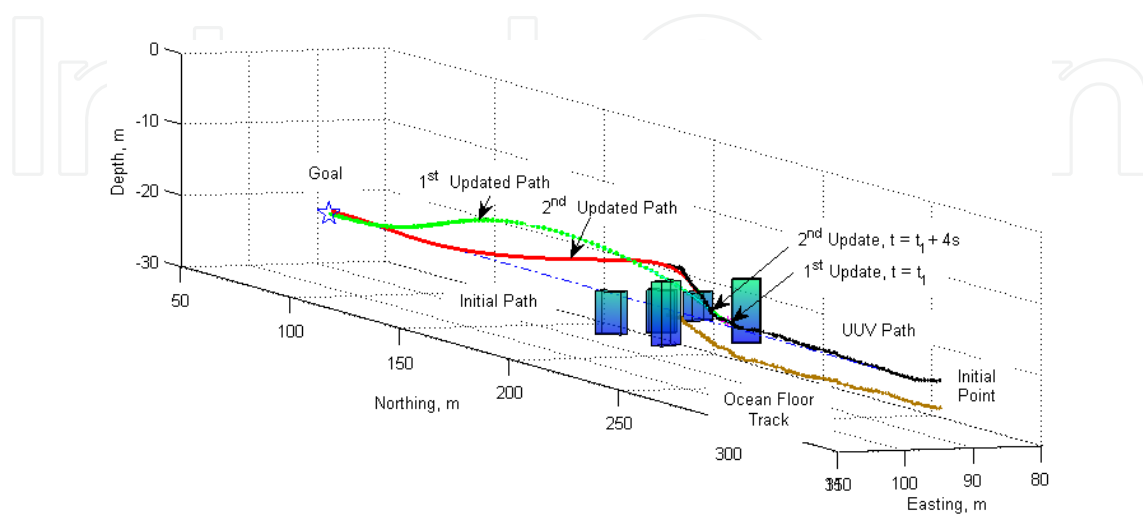 0
-10
-20
-30
Depth, m
Goal
1st Updated Path
2nd Updated Path
2nd Update, t = t1 + 4s
1st Update, t = t1
Initial Path
UUV Path
Initial
Point
Ocean Floor
Track
50
100
150
200
250
300
Northing, m
100
90
80
Easting, m